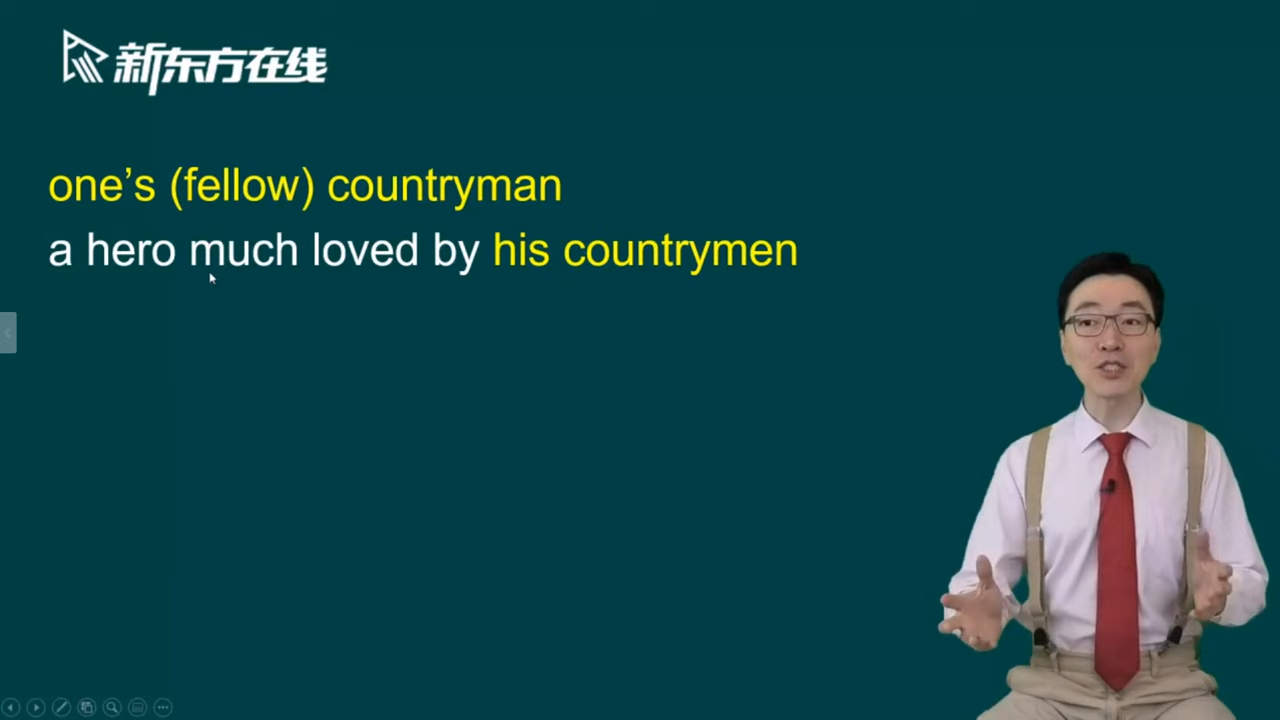 新东方在线
one’s (fellow) countryman
a hero much loved by his countrymen